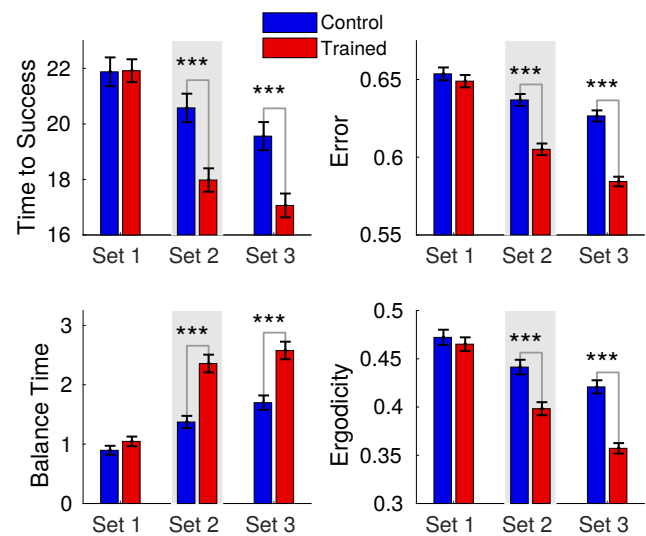 Control
Trained
Time to Success
22
20
18
16
***
***
Set 1 Set 2 Set 3
Error
0.65
0.6
0.55
***
***
Set 1 Set 2 Set 3
Balance Time
3
2
1
0
***
***
Set 1 Set 2 Set 3
Ergodicity
0.5
0.45
0.4
0.35
0.3
***
***
Set 1 Set 2 Set 3